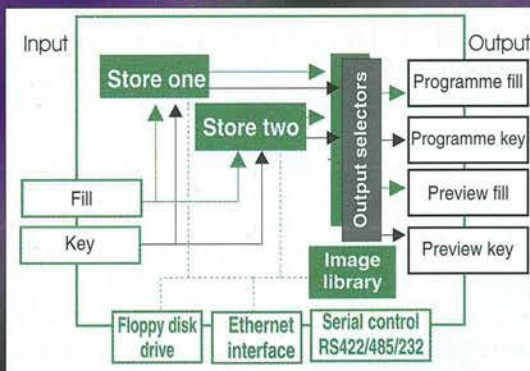 Input
Output
Store one
Store two
Output selectors
Programme fill
Programme key
Preview fill
Preview key
Fill
Key
Image
library
Floppy disk
drive
Ethernet
interface
Serial control
RS422/485/232